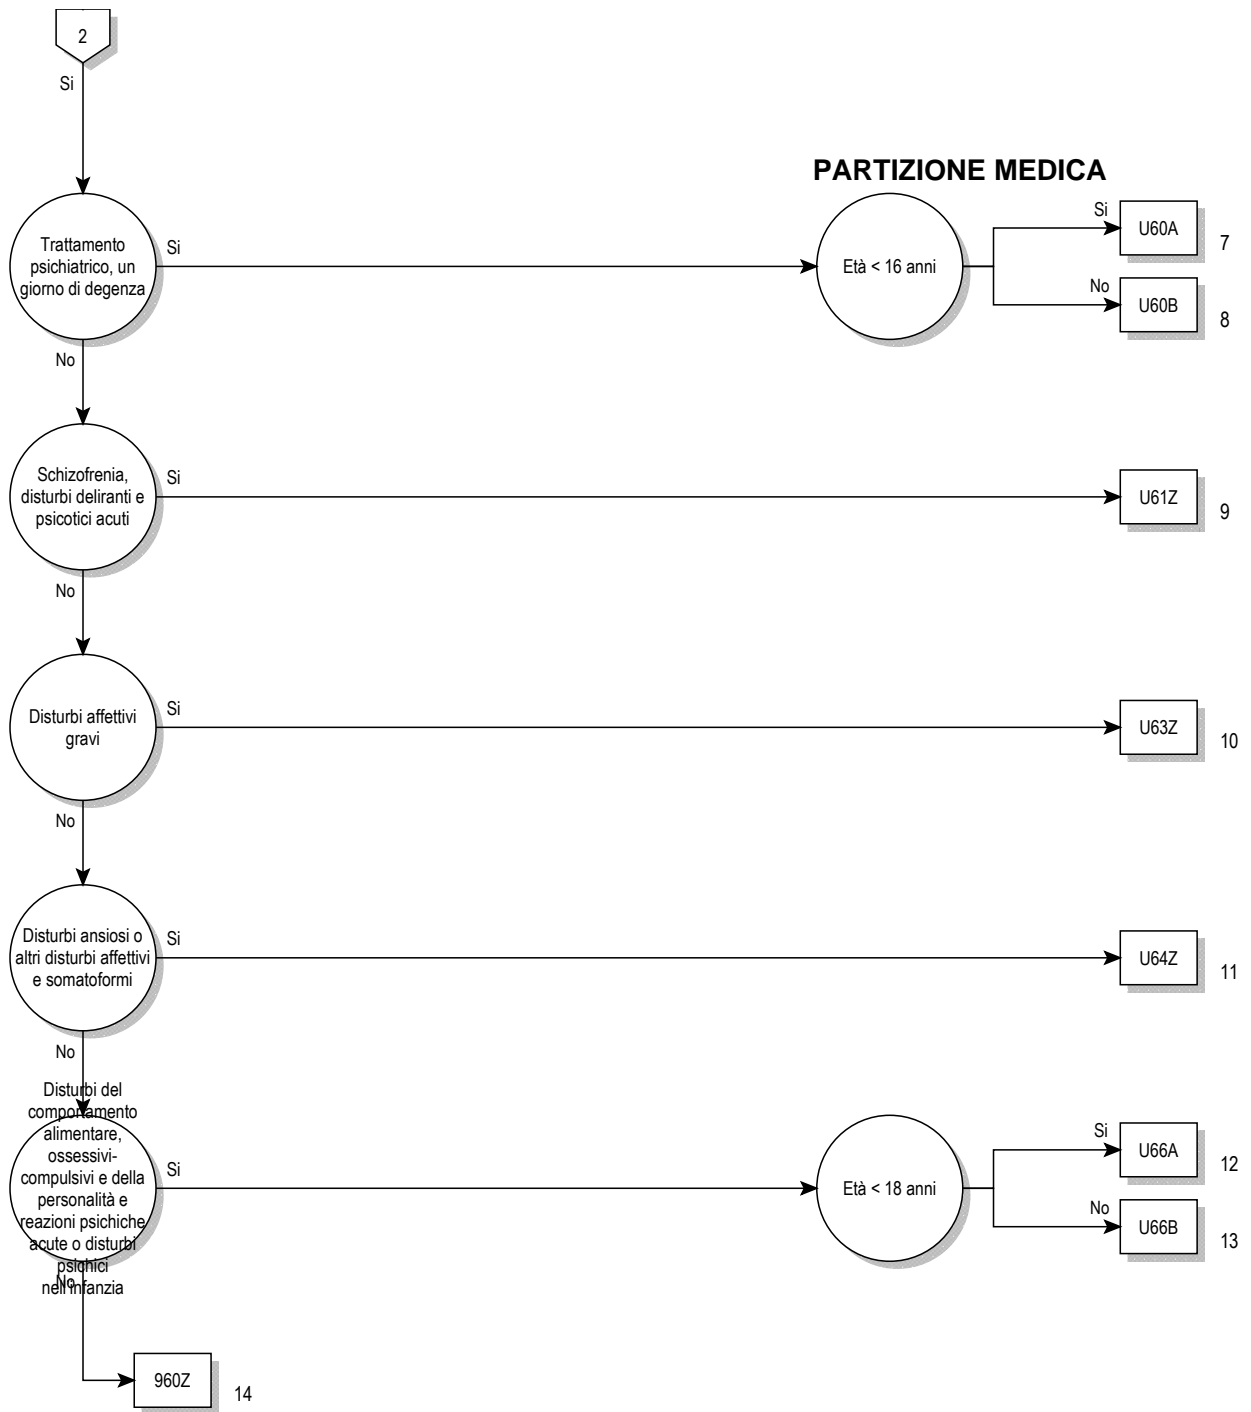 2
Si
PARTIZIONE MEDICA
Trattamento
psichiatrico, un
giorno di degenza
Si
Età < 16 anni
Si
U60A
7
No
U60B
8
No
Schizofrenia,
disturbi deliranti e
psicotici acuti
Si
U61Z
9
No
Disturbi affettivi
gravi
Si
U63Z
10
No
Disturbi ansiosi o
altri disturbi affettivi
e somatoformi
Si
U64Z
11
No
Disturbi del
comportamento
alimentare,
ossessivi-
compulsivi e della
personalità e
reazioni psichiche
acute o disturbi
psichici
nell'infanzia
Si
Età < 18 anni
Si
U66A
12
No
U66B
13
No
960Z
14